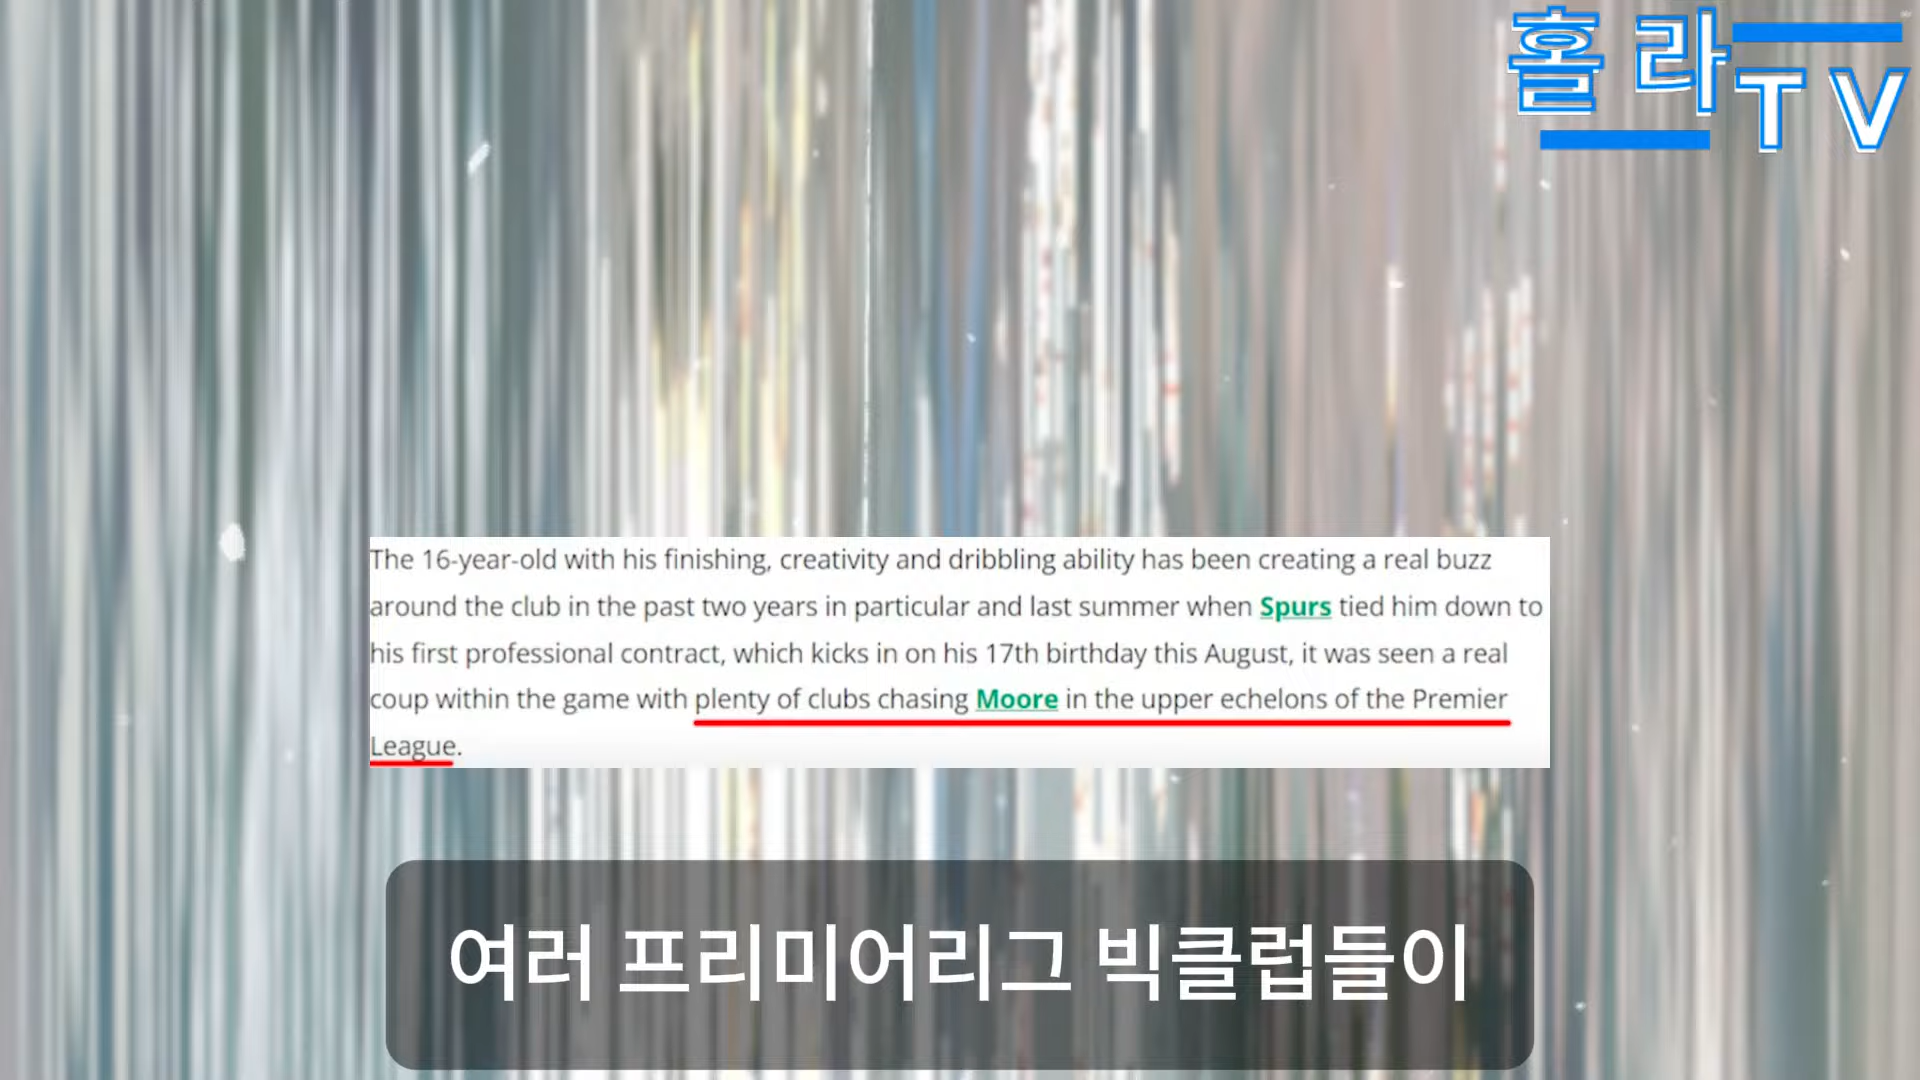 홀라TV
The 16-year-old with his finishing, creativity and dribbling ability has been creating a real buzz
around the club in the past two years in particular and last summer when Spurs tied him down to
his first professional contract, which kicks in on his 17th birthday this August, it was seen a real
coup within the game with plenty of clubs chasing Moore in the upper echelons of the Premier
League.
여러 프리미어리그 빅클럽들이